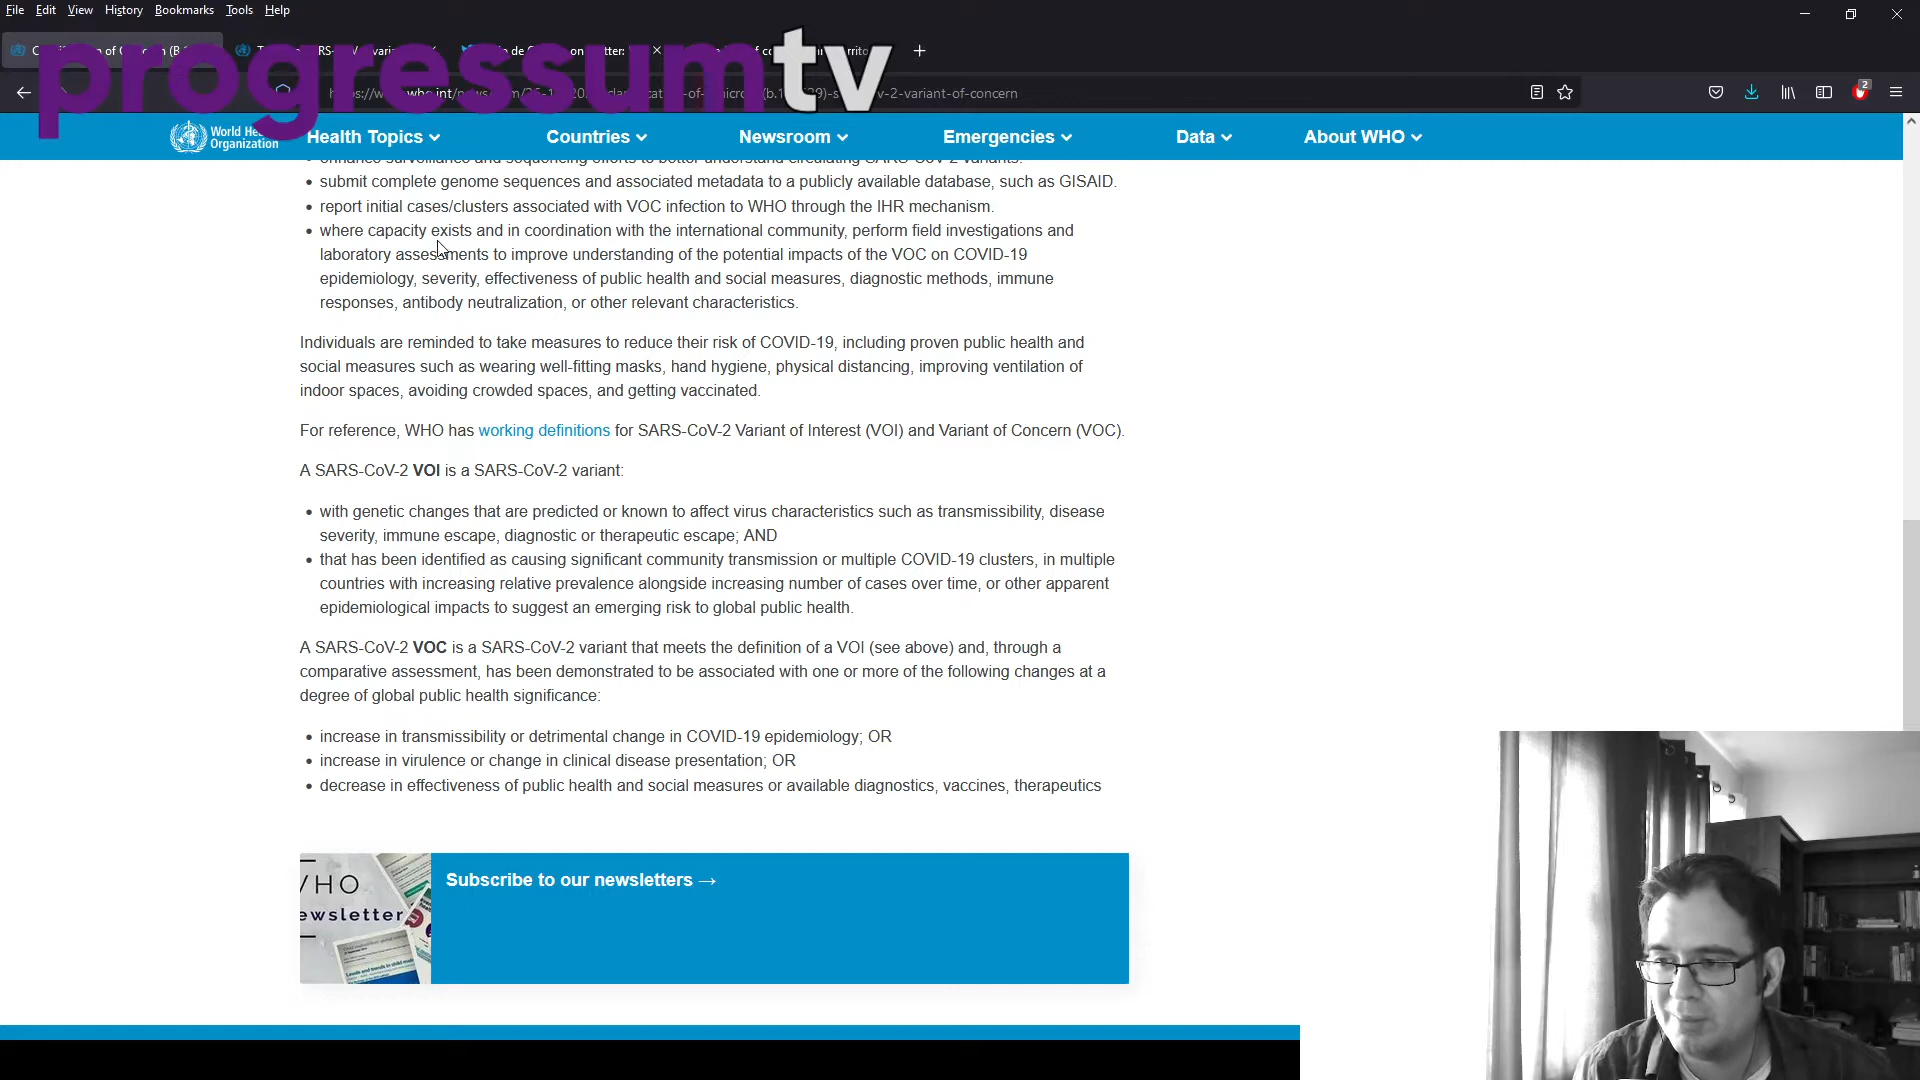 File Edit View History Bookmarks Tools Help
progressumtv
World
Organization
Health Topics
Countries
Newsroom
Emergencies
Data
About WHO
enhance surveillance and sequencing efforts to better understand circulating SARS-CoV-2 variants.
• submit complete genome sequences and associated metadata to a publicly available database, such as GISAID.
• report initial cases/clusters associated with VOC infection to WHO through the IHR mechanism.
• where capacity exists and in coordination with the international community, perform field investigations and
laboratory assessments to improve understanding of the potential impacts of the VOC on COVID-19
epidemiology, severity, effectiveness of public health and social measures, diagnostic methods, immune
responses, antibody neutralization, or other relevant characteristics.
Individuals are reminded to take measures to reduce their risk of COVID-19, including proven public health and
social measures such as wearing well-fitting masks, hand hygiene, physical distancing, improving ventilation of
indoor spaces, avoiding crowded spaces, and getting vaccinated.
For reference, WHO has working definitions for SARS-CoV-2 Variant of Interest (VOI) and Variant of Concern (VOC).
A SARS-CoV-2 VOI is a SARS-CoV-2 variant:
• with genetic changes that are predicted or known to affect virus characteristics such as transmissibility, disease
severity, immune escape, diagnostic or therapeutic escape; AND
• that has been identified as causing significant community transmission or multiple COVID-19 clusters, in multiple
countries with increasing relative prevalence alongside increasing number of cases over time, or other apparent
epidemiological impacts to suggest an emerging risk to global public health.
A SARS-CoV-2 VOC is a SARS-CoV-2 variant that meets the definition of a VOI (see above) and, through a
comparative assessment, has been demonstrated to be associated with one or more of the following changes at a
degree of global public health significance:
• increase in transmissibility or detrimental change in COVID-19 epidemiology; OR
• increase in virulence or change in clinical disease presentation; OR
• decrease in effectiveness of public health and social measures or available diagnostics, vaccines, therapeutics
Subscribe to our newsletters →